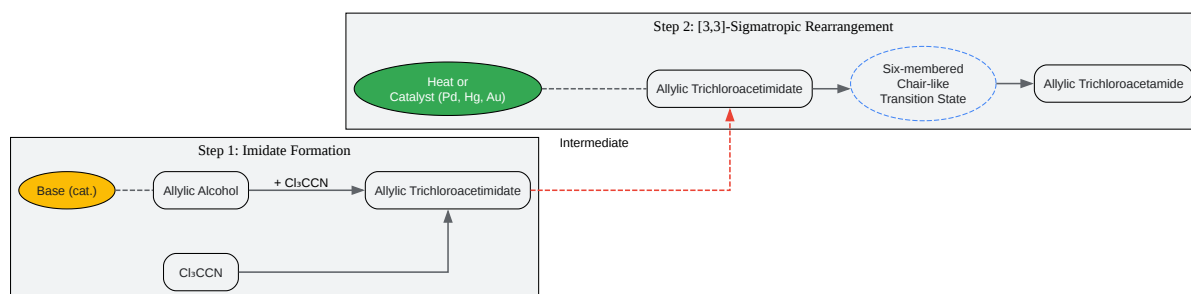 Step 2: [3,3]-Sigmatropic Rearrangement
Heat or
Catalyst (Pd, Hg, Au)
Allylic Trichloroacetimidate
Six-membered
Chair-like
Transition State
Allylic Trichloroacetamide
Intermediate
Step 1: Imidate Formation
Base (cat.)
Allylic Alcohol
+ Cl₃CCN
Allylic Trichloroacetimidate
Cl₃CCN